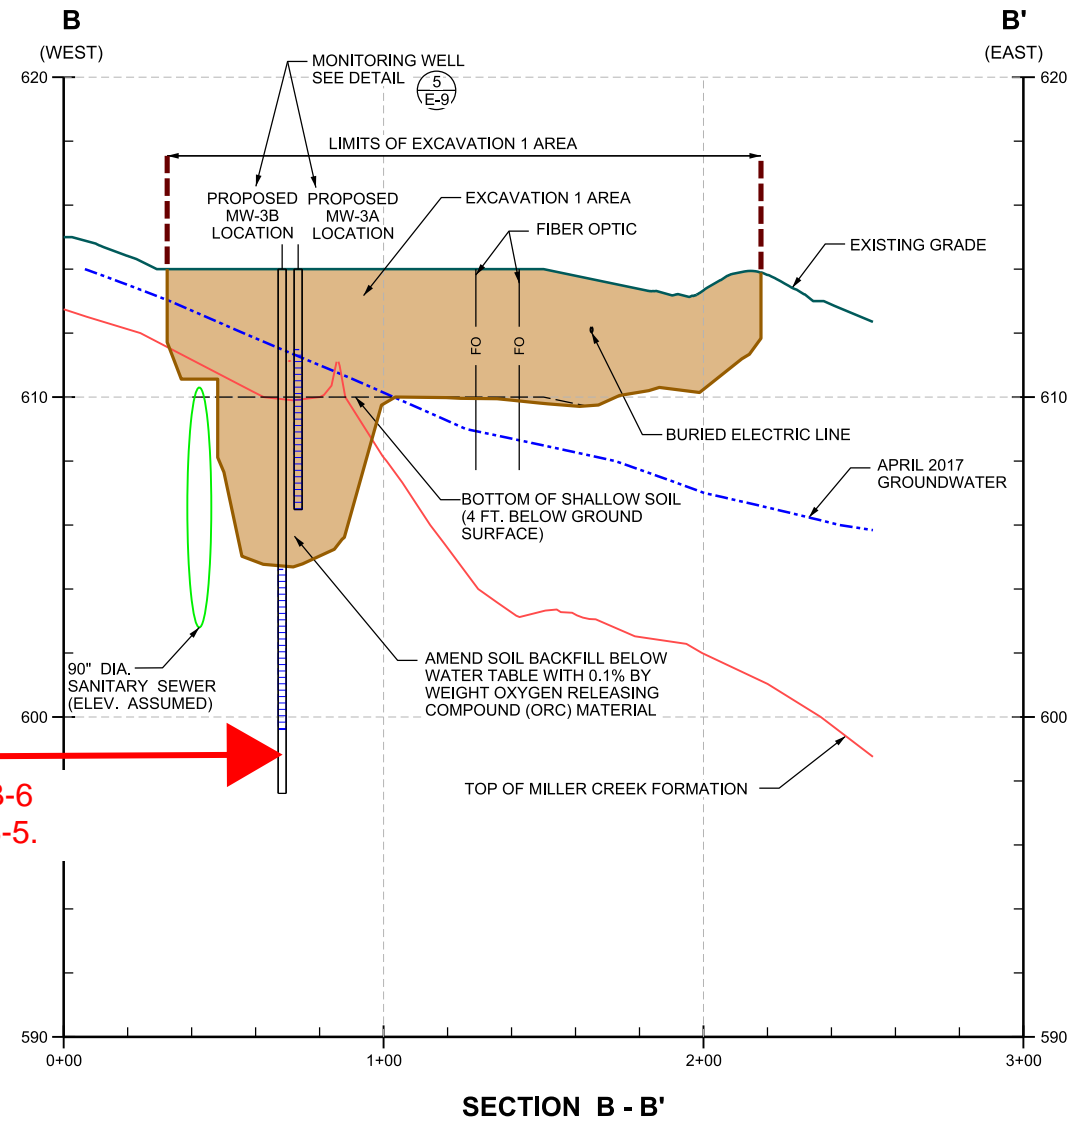 B
(WEST)
B'
(EAST)
620
620
MONITORING WELL
SEE DETAIL
5
E-9
LIMITS OF EXCAVATION 1 AREA
PROPOSED
MW-3B
LOCATION
PROPOSED
MW-3A
LOCATION
EXCAVATION 1 AREA
FIBER OPTIC
EXISTING GRADE
FO
FO
610
610
BURIED ELECTRIC LINE
APRIL 2017
GROUNDWATER
BOTTOM OF SHALLOW SOIL
(4 FT. BELOW GROUND
SURFACE)
90" DIA.
SANITARY SEWER
(ELEV. ASSUMED)
AMEND SOIL BACKFILL BELOW
WATER TABLE WITH 0.1% BY
WEIGHT OXYGEN RELEASING
COMPOUND (ORC) MATERIAL
600
600
TOP OF MILLER CREEK FORMATION
-6
-5.
590
590
0+00
1+00
2+00
3+00
SECTION B - B'